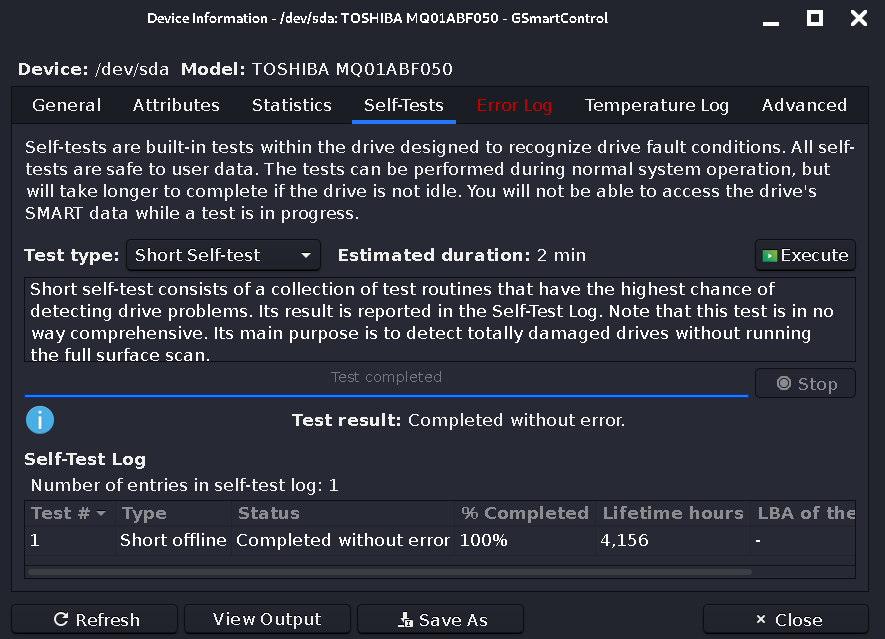 Device Information - /dev/sda: TOSHIBA MQ01ABF050 - GSmartControl
Device: /dev/sda Model: TOSHIBA MQ01ABF050
General Attributes Statistics Self-Tests Error Log Temperature Log Advanced
Self-tests are built-in tests within the drive designed to recognize drive fault conditions. All self-
tests are safe to user data. The tests can be performed during normal system operation, but
will take longer to complete if the drive is not idle. You will not be able to access the drive's
SMART data while a test is in progress.
Test type: Short Self-test Estimated duration: 2 min Execute
Short self-test consists of a collection of test routines that have the highest chance of
detecting drive problems. Its result is reported in the Self-Test Log. Note that this test is in no
way comprehensive. Its main purpose is to detect totally damaged drives without running
the full surface scan.
Test completed
Stop
Test result: Completed without error.
Self-Test Log
Number of entries in self-test log: 1
Test # Type Status % Completed Lifetime hours LBA of the
1 Short offline Completed without error 100% 4,156 -
Refresh View Output Save As Close